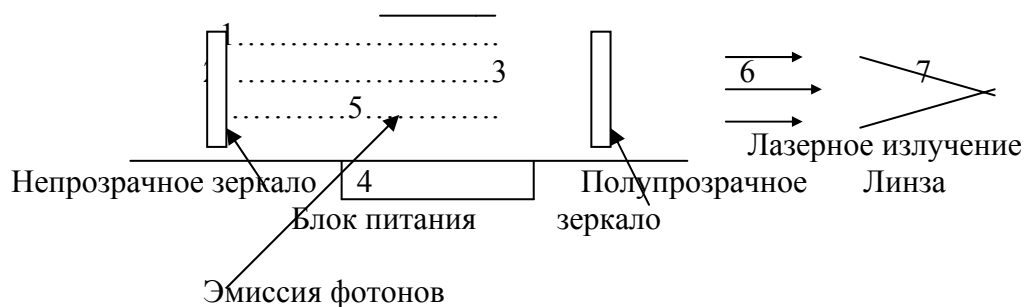 1
2 3 6 7
5
Лазерное излучение
Непрозрачное зеркало 4 Полупрозрачное Линза
Блок питания зеркало
Эмиссия фотонов